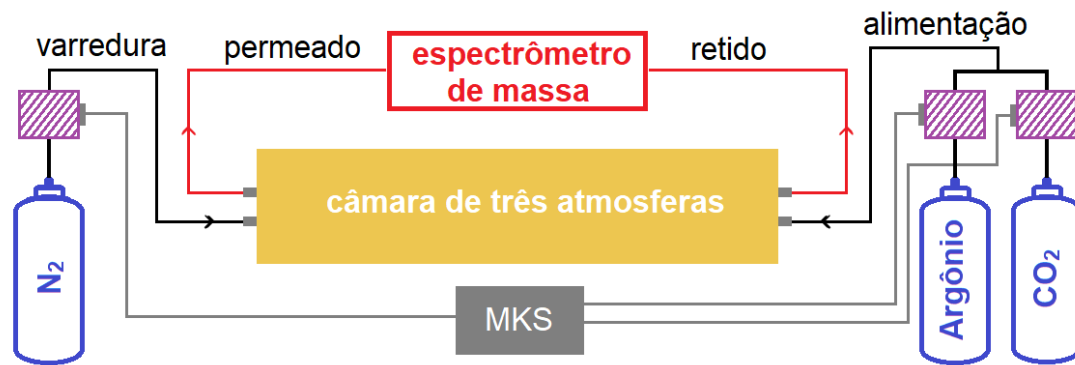 varredura
permeado
espectrômetro
de massa
retido
alimentação
câmara de três atmosferas
N₂
Argônio
CO₂
MKS